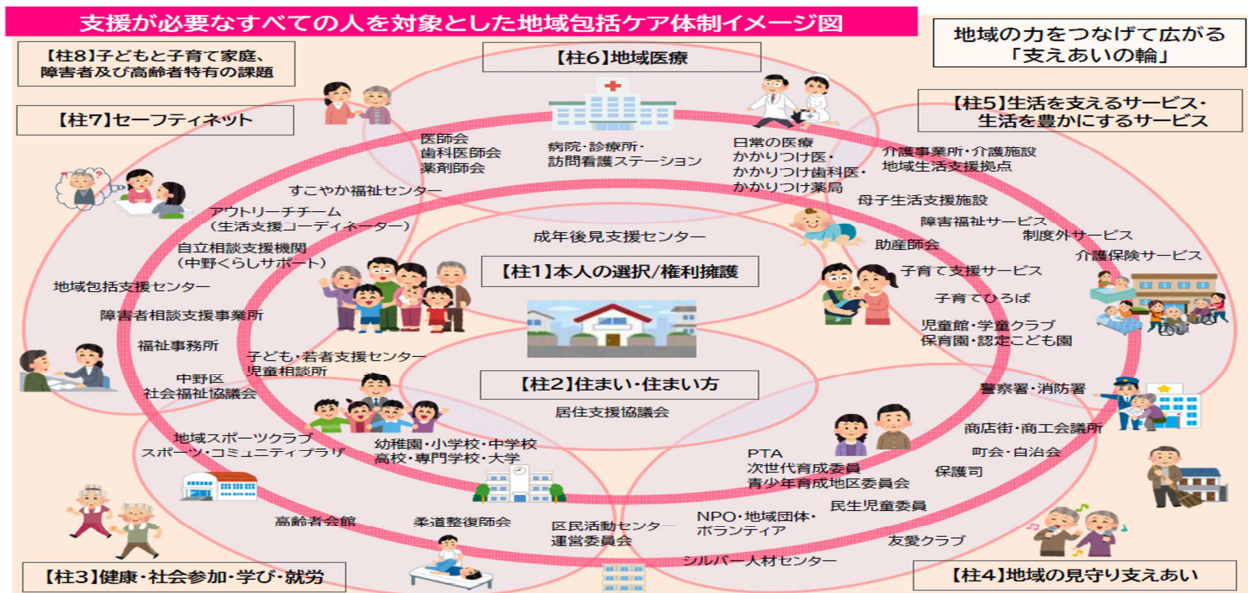 支援が必要なすべての人を対象とした地域包括ケア体制イメージ図
地域の力をつなげて広がる
「支えあいの輪」
【柱8】子どもと子育て家庭、
障害者及び高齢者特有の課題
【柱6】地域医療
【柱7】セーフティネット
【柱5】生活を支えるサービス・
生活を豊かにするサービス
医師会
歯科医師会
薬剤師会
病院・診療所・
訪問看護ステーション
日常の医療
かかりつけ医・
かかりつけ歯科医・
かかりつけ薬局
介護事業所・介護施設
地域生活支援拠点
すこやか福祉センター
アウトリーチチーム
(生活支援コーディネーター)
自立相談支援機関
(中野くらしサポート)
地域包括支援センター
障害者相談支援事業所
福祉事務所
中野区
社会福祉協議会
子ども・若者支援センター
児童相談所
成年後見支援センター
【柱1】本人の選択/権利擁護
【柱2】住まい・住まい方
居住支援協議会
母子生活支援施設
障害福祉サービス
制度外サービス
助産師会
介護保険サービス
子育て支援サービス
子育てひろば
児童館・学童クラブ
保育園・認定こども園
警察署・消防署
商店街・商工会議所
町会・自治会
保護司
PTA
次世代育成委員
青少年育成地区委員会
民生児童委員
NPO・地域団体・
ボランティア
友愛クラブ
シルバー人材センター
地域スポーツクラブ
スポーツ・コミュニティプラザ
幼稚園・小学校・中学校
高校・専門学校・大学
高齢者会館
柔道整復師会
区民活動センター
運営委員会
【柱3】健康・社会参加・学び・就労
【柱4】地域の見守り支えあい